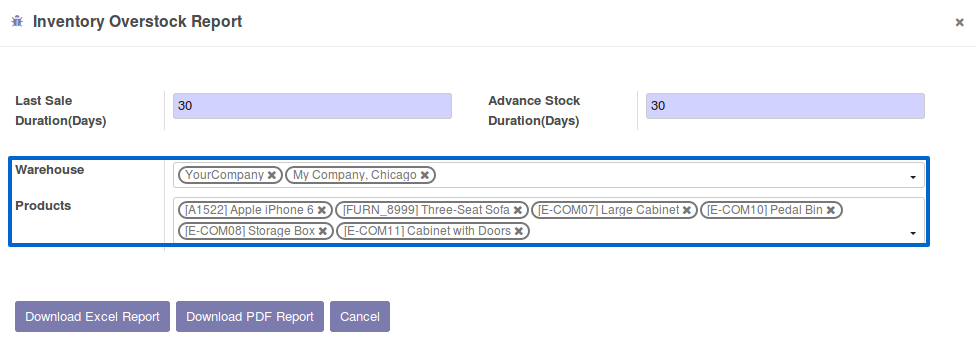 Inventory Overstock Report
Last Sale Duration(Days) 30 Advance Stock Duration(Days) 30
Warehouse YourCompany My Company, Chicago
Products [A1522] Apple iPhone 6 [FURN_8999] Three-Seat Sofa [E-COM07] Large Cabinet [E-COM10] Pedal Bin
[E-COM08] Storage Box [E-COM11] Cabinet with Doors
Download Excel Report Download PDF Report Cancel